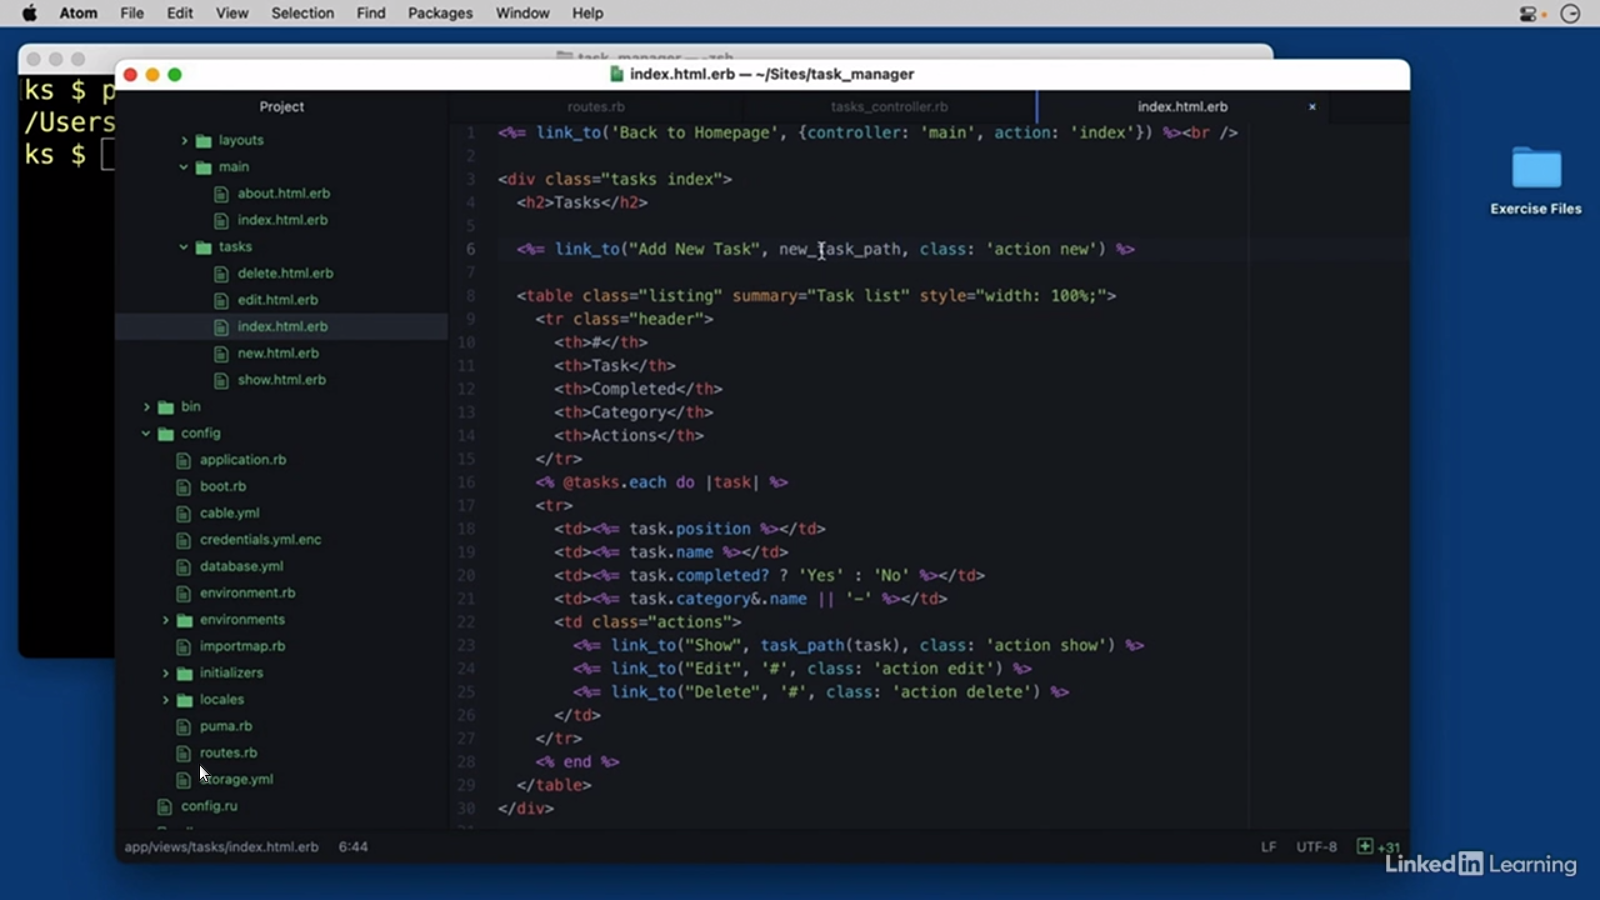 Atom File Edit View Selection Find Packages Window Help
task_manager — -zsh
ks $ p
/Users
ks $
index.html.erb — ~/Sites/task_manager
Project
routes.rb
tasks_controller.rb
index.html.erb ×
layouts
main
about.html.erb
index.html.erb
tasks
delete.html.erb
edit.html.erb
index.html.erb
new.html.erb
show.html.erb
bin
config
application.rb
boot.rb
cable.yml
credentials.yml.enc
database.yml
environment.rb
environments
importmap.rb
initializers
locales
puma.rb
routes.rb
storage.yml
config.ru
1 <%= link_to('Back to Homepage', {controller: 'main', action: 'index'}) %><br />
2
3 <div class="tasks index">
4 <h2>Tasks</h2>
5
6 <%= link_to("Add New Task", new_task_path, class: 'action new') %>
7
8 <table class="listing" summary="Task list" style="width: 100%;">
9 <tr class="header">
10 <th>#</th>
11 <th>Task</th>
12 <th>Completed</th>
13 <th>Category</th>
14 <th>Actions</th>
15 </tr>
16 <% @tasks.each do |task| %>
17 <tr>
18 <td><%= task.position %></td>
19 <td><%= task.name %></td>
20 <td><%= task.completed? ? 'Yes' : 'No' %></td>
21 <td><%= task.category&.name || '-' %></td>
22 <td class="actions">
23 <%= link_to("Show", task_path(task), class: 'action show') %>
24 <%= link_to("Edit", '#', class: 'action edit') %>
25 <%= link_to("Delete", '#', class: 'action delete') %>
26 </td>
27 </tr>
28 <% end %>
29 </table>
30 </div>
app/views/tasks/index.html.erb 6:44
LF UTF-8 +31
Exercise Files
Linked in Learning